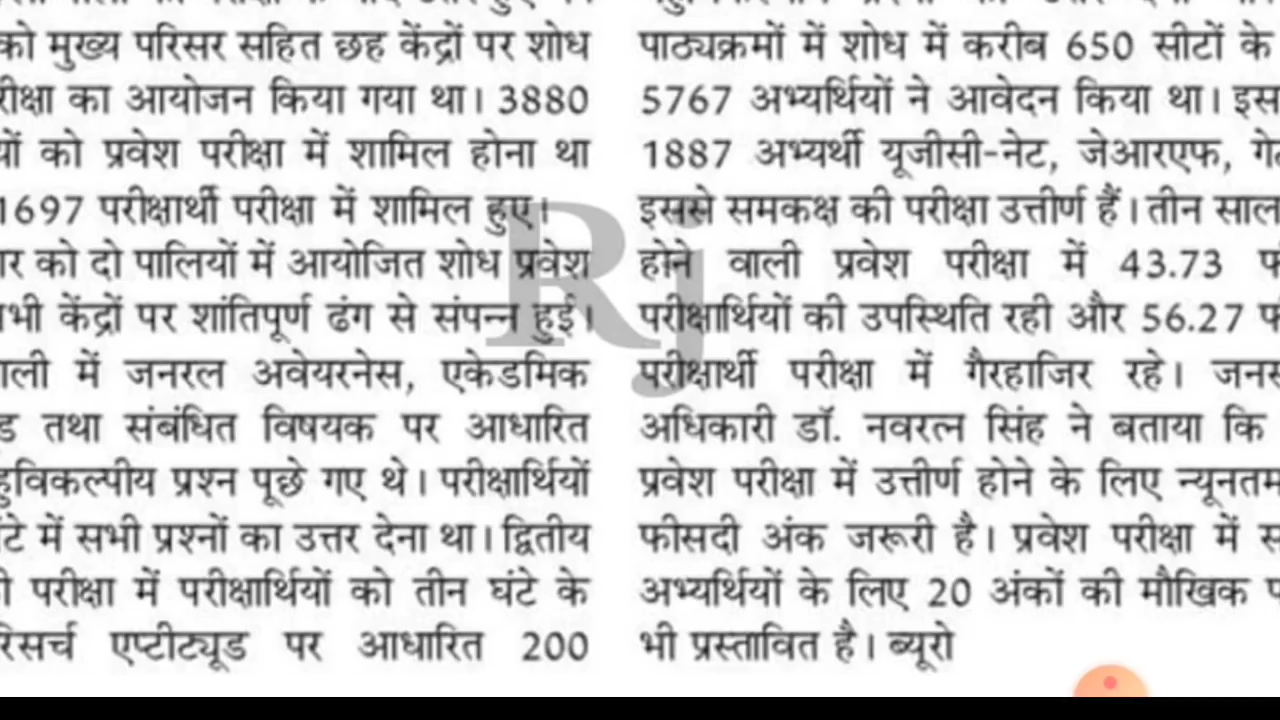 को मुख्य परिसर सहित छह केंद्रों पर शोध
रीक्षा का आयोजन किया गया था। 3880
यों को प्रवेश परीक्षा में शामिल होना था
1697 परीक्षार्थी परीक्षा में शामिल हुए।
ार को दो पालियों में आयोजित शोध प्रवेश
भी केंद्रों पर शांतिपूर्ण ढंग से संपन्न हुई।
ाली में जनरल अवेयरनेस, एकेडमिक
ड तथा संबंधित विषयक पर आधारित
हुविकल्पीय प्रश्न पूछे गए थे। परीक्षार्थियों
ंटे में सभी प्रश्नों का उत्तर देना था। द्वितीय
ी परीक्षा में परीक्षार्थियों को तीन घंटे के
रिसर्च एप्टीट्यूड पर आधारित 200
पाठ्यक्रमों में शोध में करीब 650 सीटों के
5767 अभ्यर्थियों ने आवेदन किया था। इस
1887 अभ्यर्थी यूजीसी-नेट, जेआरएफ, गे
इससे समकक्ष की परीक्षा उत्तीर्ण हैं। तीन साल
होने वाली प्रवेश परीक्षा में 43.73 फ
परीक्षार्थियों की उपस्थिति रही और 56.27 फ
परीक्षार्थी परीक्षा में गैरहाजिर रहे। जनस
अधिकारी डॉ. नवरत्न सिंह ने बताया कि
प्रवेश परीक्षा में उत्तीर्ण होने के लिए न्यूनतम
फीसदी अंक जरूरी है। प्रवेश परीक्षा में स
अभ्यर्थियों के लिए 20 अंकों की मौखिक प
भी प्रस्तावित है। ब्यूरो
Rj